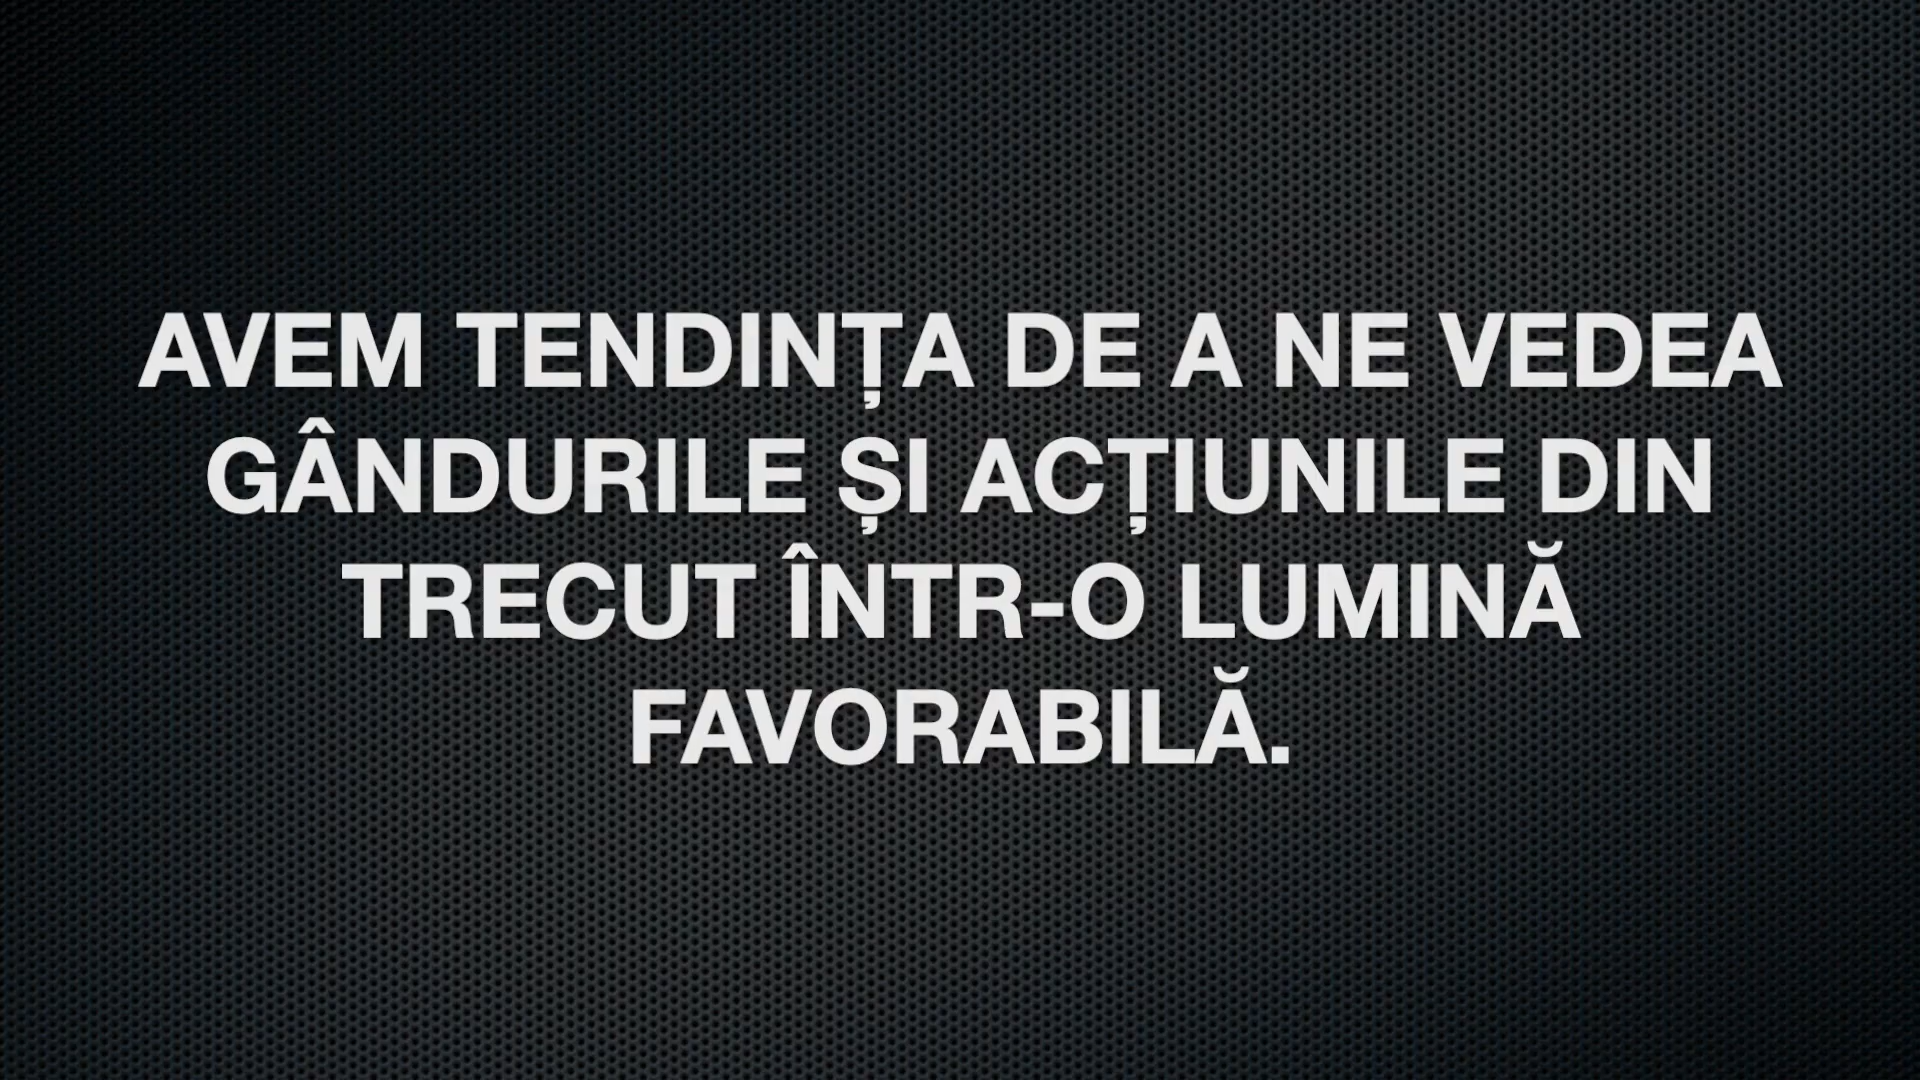 AVEM TENDINȚA DE A NE VEDEA
GÂNDURILE ȘI ACȚIUNILE DIN
TRECUT ÎNTR-O LUMINĂ
FAVORABILĂ.